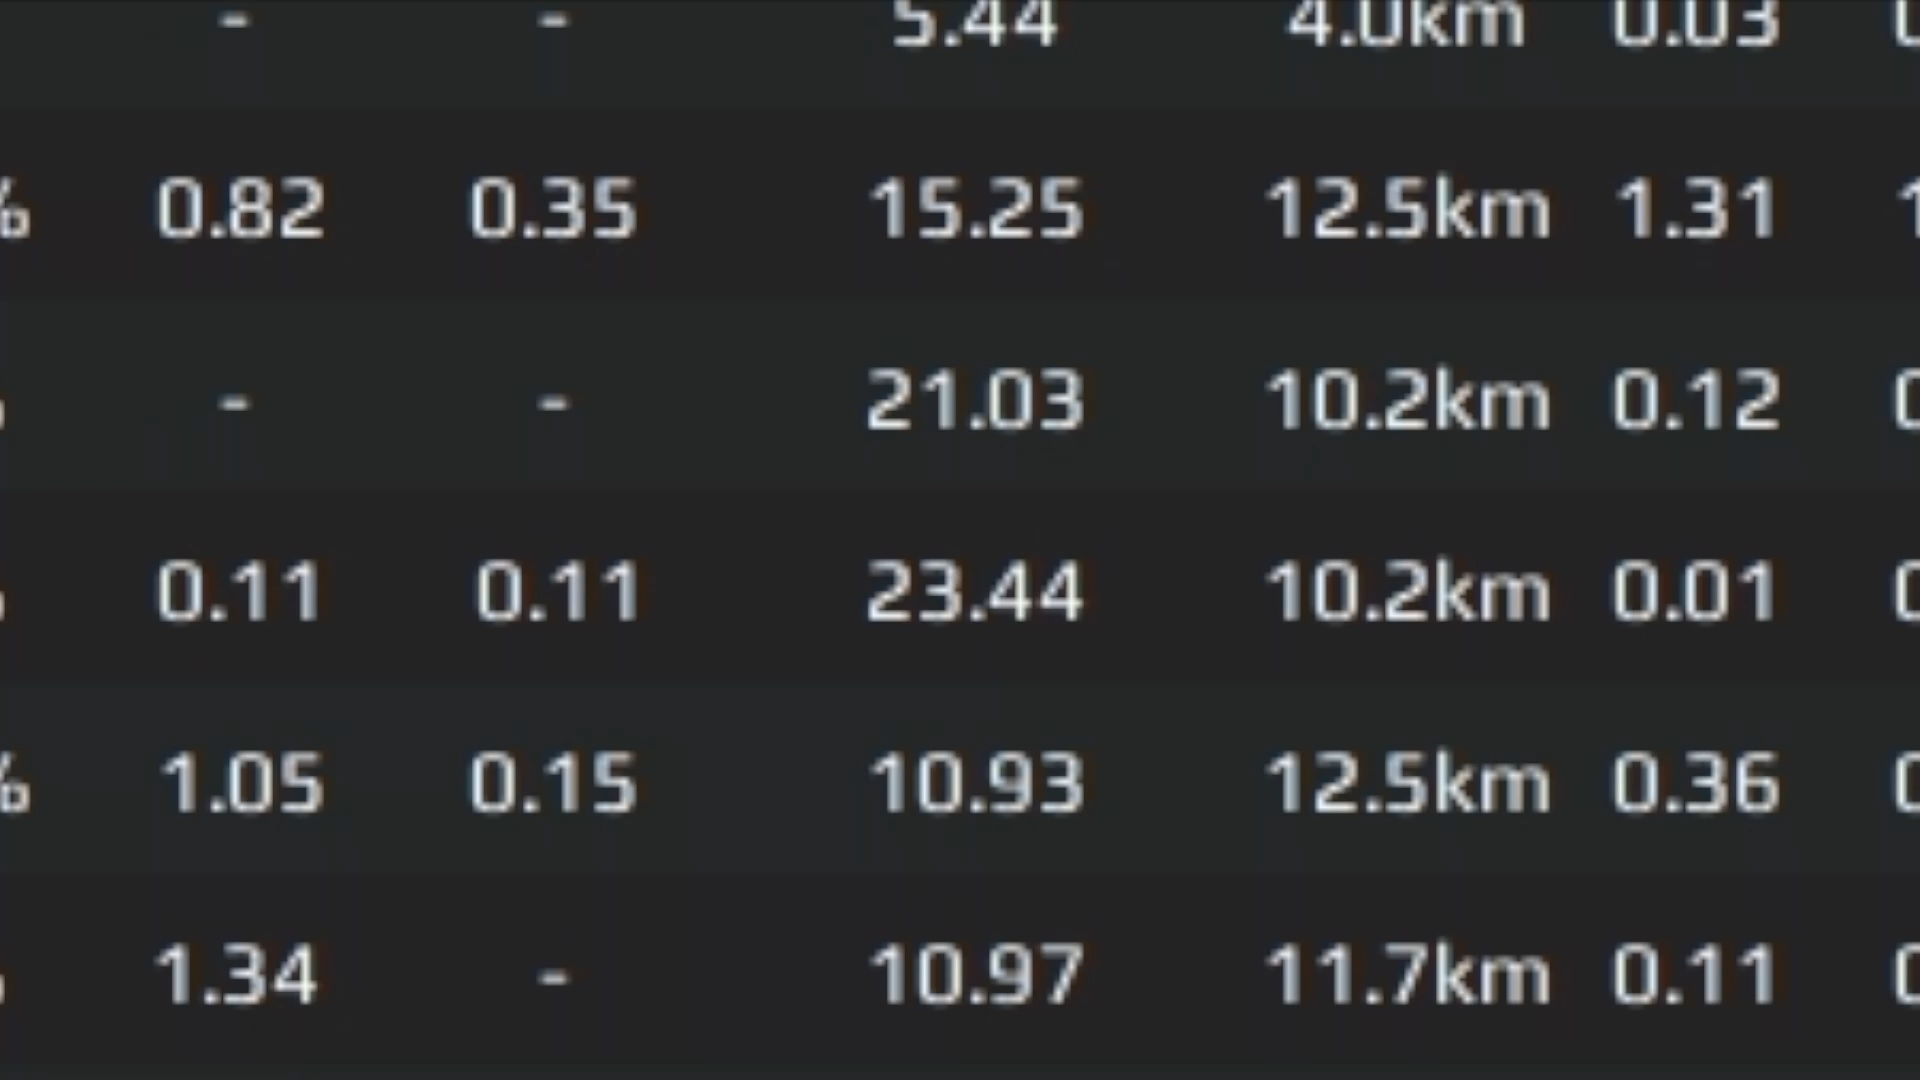 - - 5.44 4.0km 0.03
% 0.82 0.35 15.25 12.5km 1.31
- - 21.03 10.2km 0.12
0.11 0.11 23.44 10.2km 0.01
% 1.05 0.15 10.93 12.5km 0.36
1.34 - 10.97 11.7km 0.11